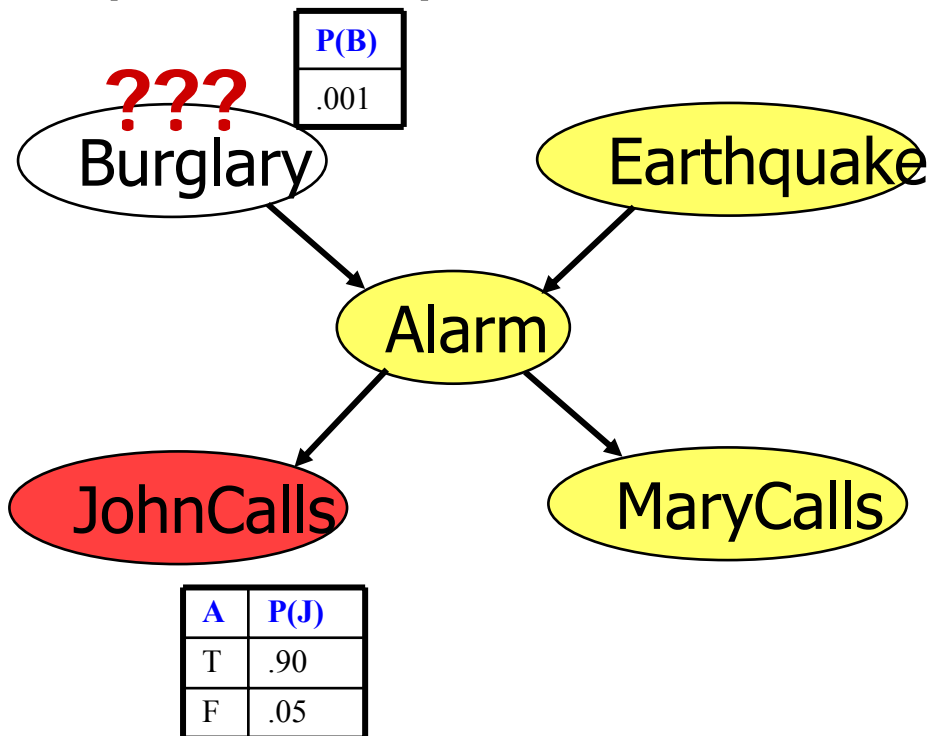 P(B)
.001
???
Burglary
Earthquake
Alarm
JohnCalls
MaryCalls
A P(J)
T .90
F .05